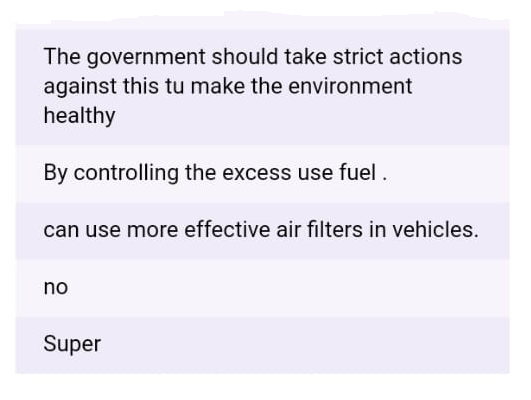 The government should take strict actions
against this tu make the environment
healthy
By controlling the excess use fuel .
can use more effective air filters in vehicles.
no
Super